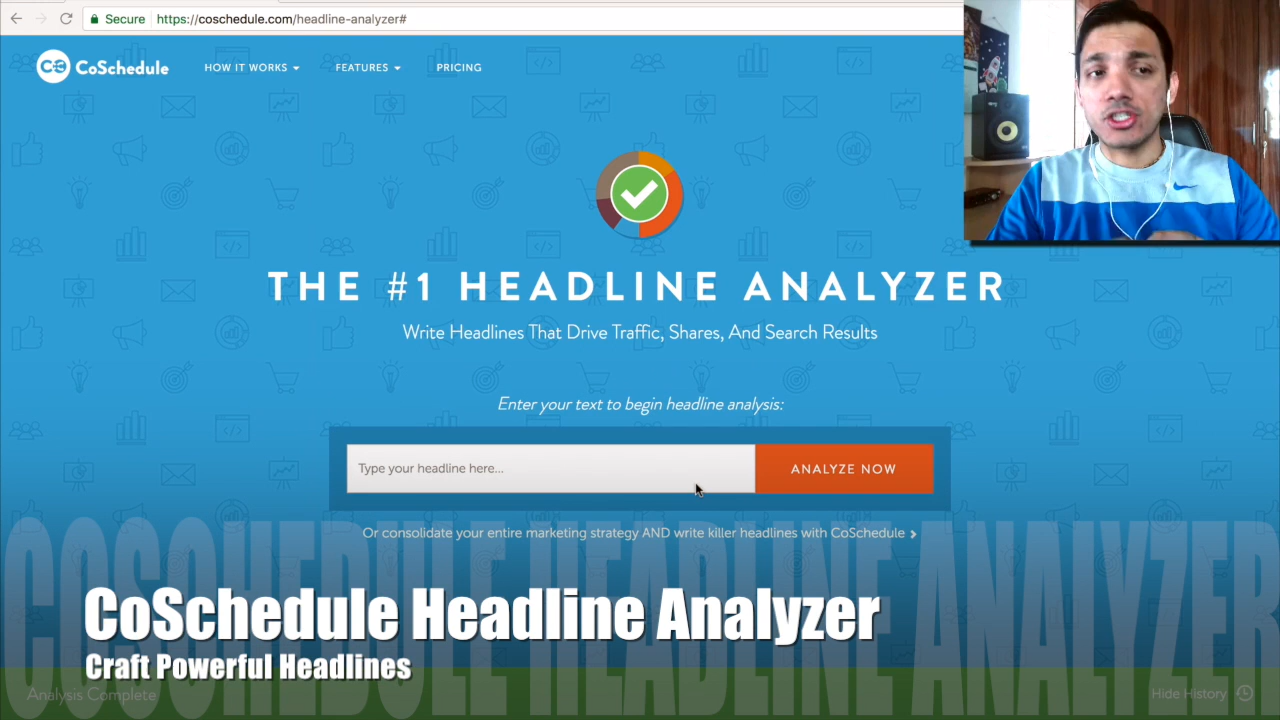 Secure https://coschedule.com/headline-analyzer#
CoSchedule HOW IT WORKS FEATURES PRICING
THE #1 HEADLINE ANALYZER
Write Headlines That Drive Traffic, Shares, And Search Results
Enter your text to begin headline analysis:
Type your headline here... ANALYZE NOW
Or consolidate your entire marketing strategy AND write killer headlines with CoSchedule >
COSCHEDULE HEADLINE ANALYZER
CoSchedule Headline Analyzer
Craft Powerful Headlines
Analysis Complete Hide History